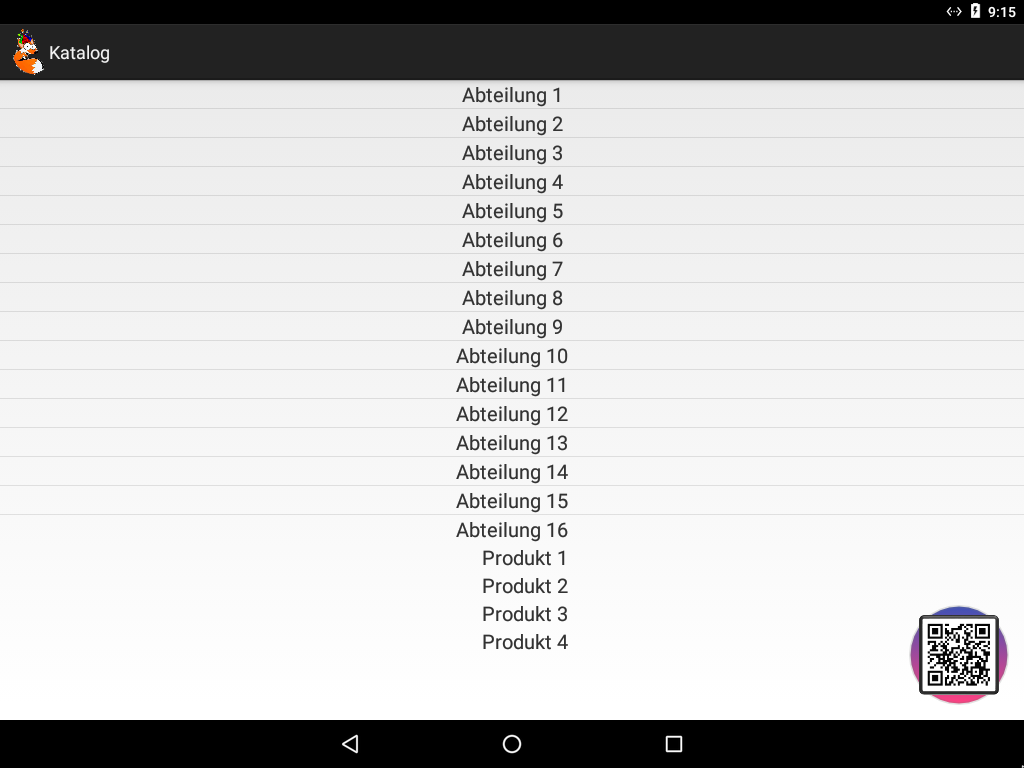 9:15
Katalog
Abteilung 1
Abteilung 2
Abteilung 3
Abteilung 4
Abteilung 5
Abteilung 6
Abteilung 7
Abteilung 8
Abteilung 9
Abteilung 10
Abteilung 11
Abteilung 12
Abteilung 13
Abteilung 14
Abteilung 15
Abteilung 16
Produkt 1
Produkt 2
Produkt 3
Produkt 4